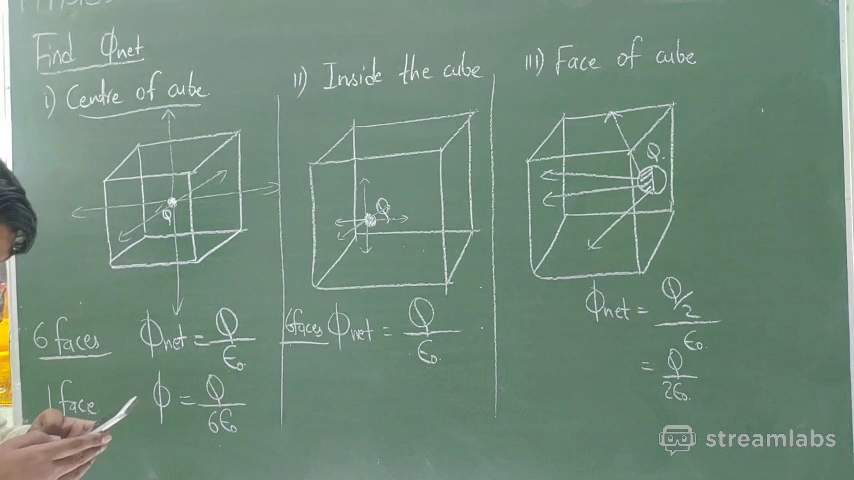 PHYSICS
Find Φnet
i) Centre of cube
Q
6 faces Φnet = Q/ε₀
1 face Φ = Q/6ε₀
ii) Inside the cube
Q
6faces Φnet = Q/ε₀
iii) Face of cube
Q
Φnet = Q/2/ε₀
= Q/2ε₀
streamlabs